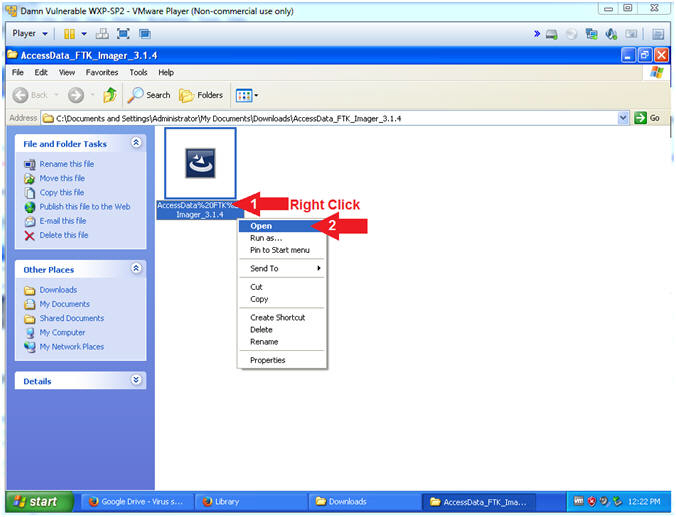 Damn Vulnerable WXP-SP2 - VMware Player (Non-commercial use only)
Player
AccessData_FTK_Imager_3.1.4
File Edit View Favorites Tools Help
Back Search Folders
Address C:\Documents and Settings\Administrator\My Documents\Downloads\AccessData_FTK_Imager_3.1.4 Go
File and Folder Tasks
Rename this file
Move this file
Copy this file
Publish this file to the Web
E-mail this file
Delete this file
Other Places
Downloads
My Documents
Shared Documents
My Computer
My Network Places
Details
AccessData%20FTK%
Imager_3.1.4
1 Right Click
Open
2
Run as...
Pin to Start menu
Send To
Cut
Copy
Create Shortcut
Delete
Rename
Properties
start
Google Drive - Virus s...
Library
Downloads
AccessData_FTK_Ima...
12:22 PM